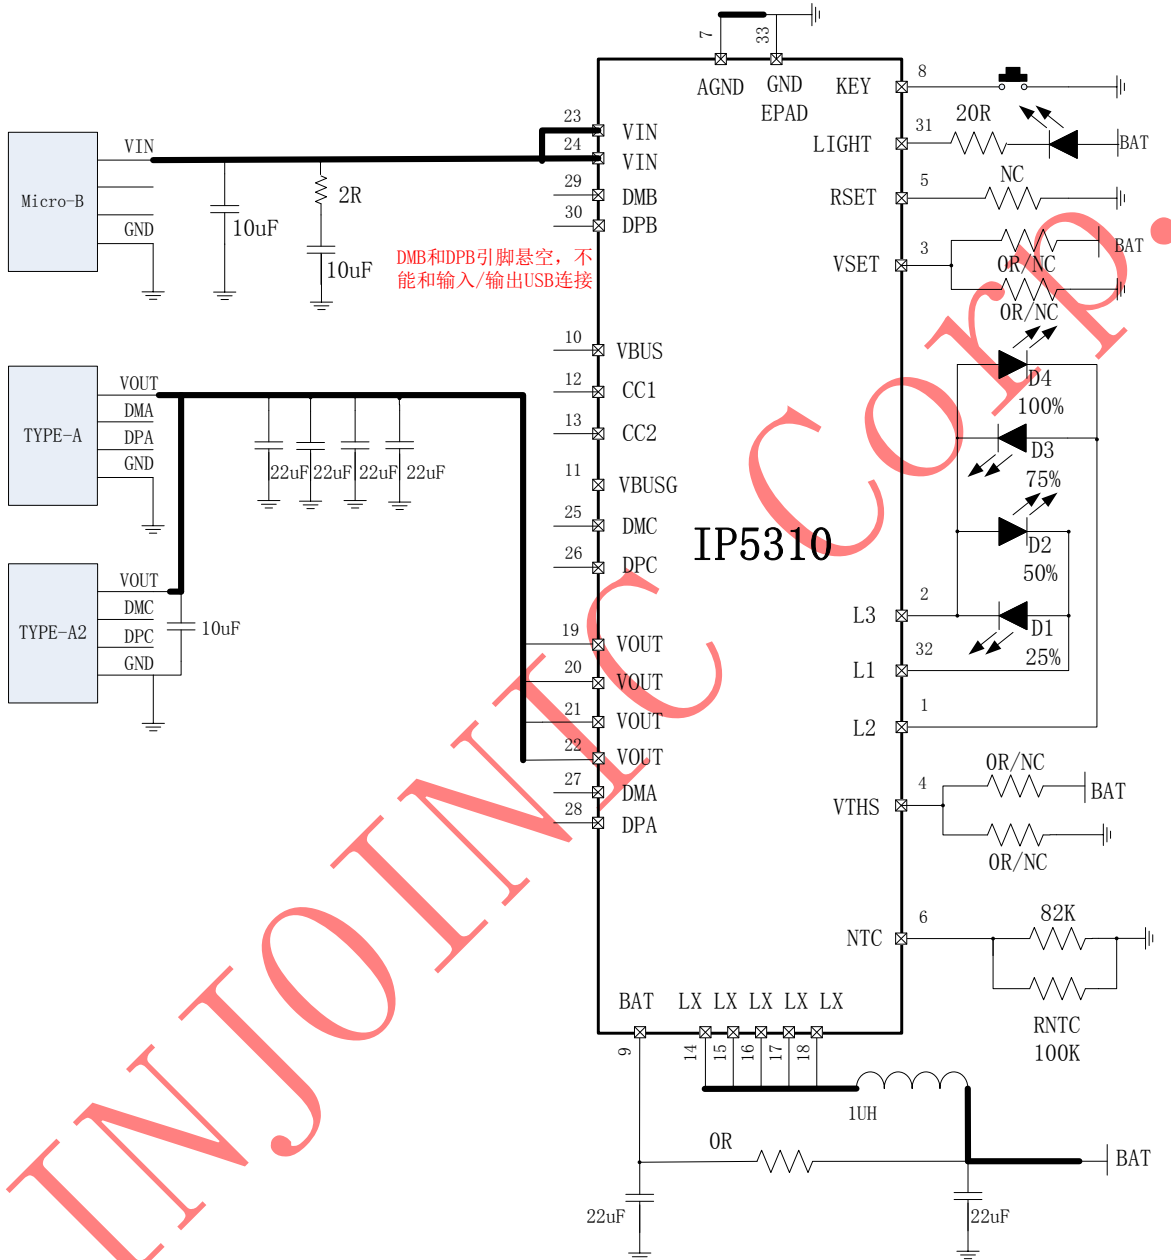 7
33
AGND
GND
EPAD
KEY
8
23
VIN
24
VIN
VIN
Micro-B
GND
10uF
2R
10uF
29
DMB
30
DPB
DMB和DPB引脚悬空，不
能和输入/输出USB连接
LIGHT
31
20R
BAT
RSET
5
NC
VSET
3
0R/NC
BAT
0R/NC
10
VBUS
12
CC1
13
CC2
11
VBUSG
25
DMC
26
DPC
IP5310
TYPE-A
VOUT
DMA
DPA
GND
22uF
22uF
22uF
22uF
TYPE-A2
VOUT
DMC
DPC
GND
10uF
19
VOUT
20
VOUT
21
VOUT
22
VOUT
27
DMA
28
DPA
D4
100%
D3
75%
D2
50%
D1
25%
L3
2
L1
32
L2
1
VTHS
4
0R/NC
BAT
0R/NC
NTC
6
82K
RNTC
100K
BAT
LX LX LX LX LX
9
14
15
16
17
18
1UH
0R
BAT
22uF
22uF
INJOINIC Corp.